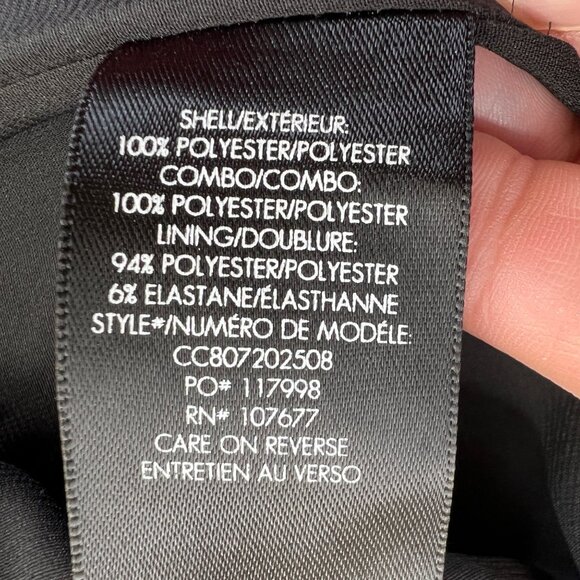 SHELL/EXTÉRIEUR:
100% POLYESTER/POLYESTER
COMBO/COMBO:
100% POLYESTER/POLYESTER
LINING/DOUBLURE:
94% POLYESTER/POLYESTER
6% ELASTANE/ÉLASTHANNE
STYLE#/NUMÉRO DE MODÉLE:
CC807202508
PO# 117998
RN# 107677
CARE ON REVERSE
ENTRETIEN AU VERSO